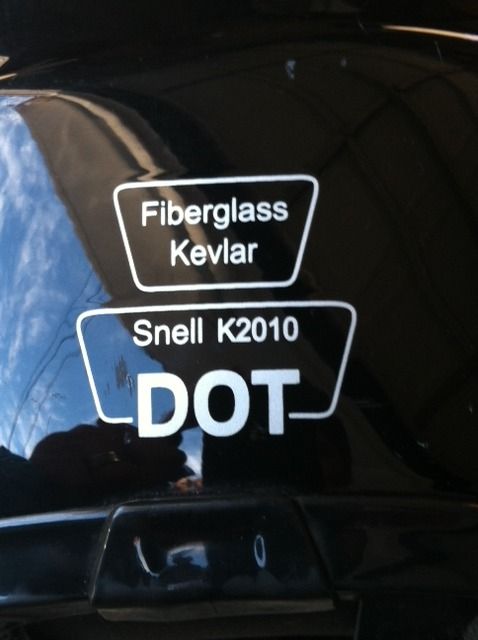 Fiberglass
Kevlar
Snell K2010
DOT